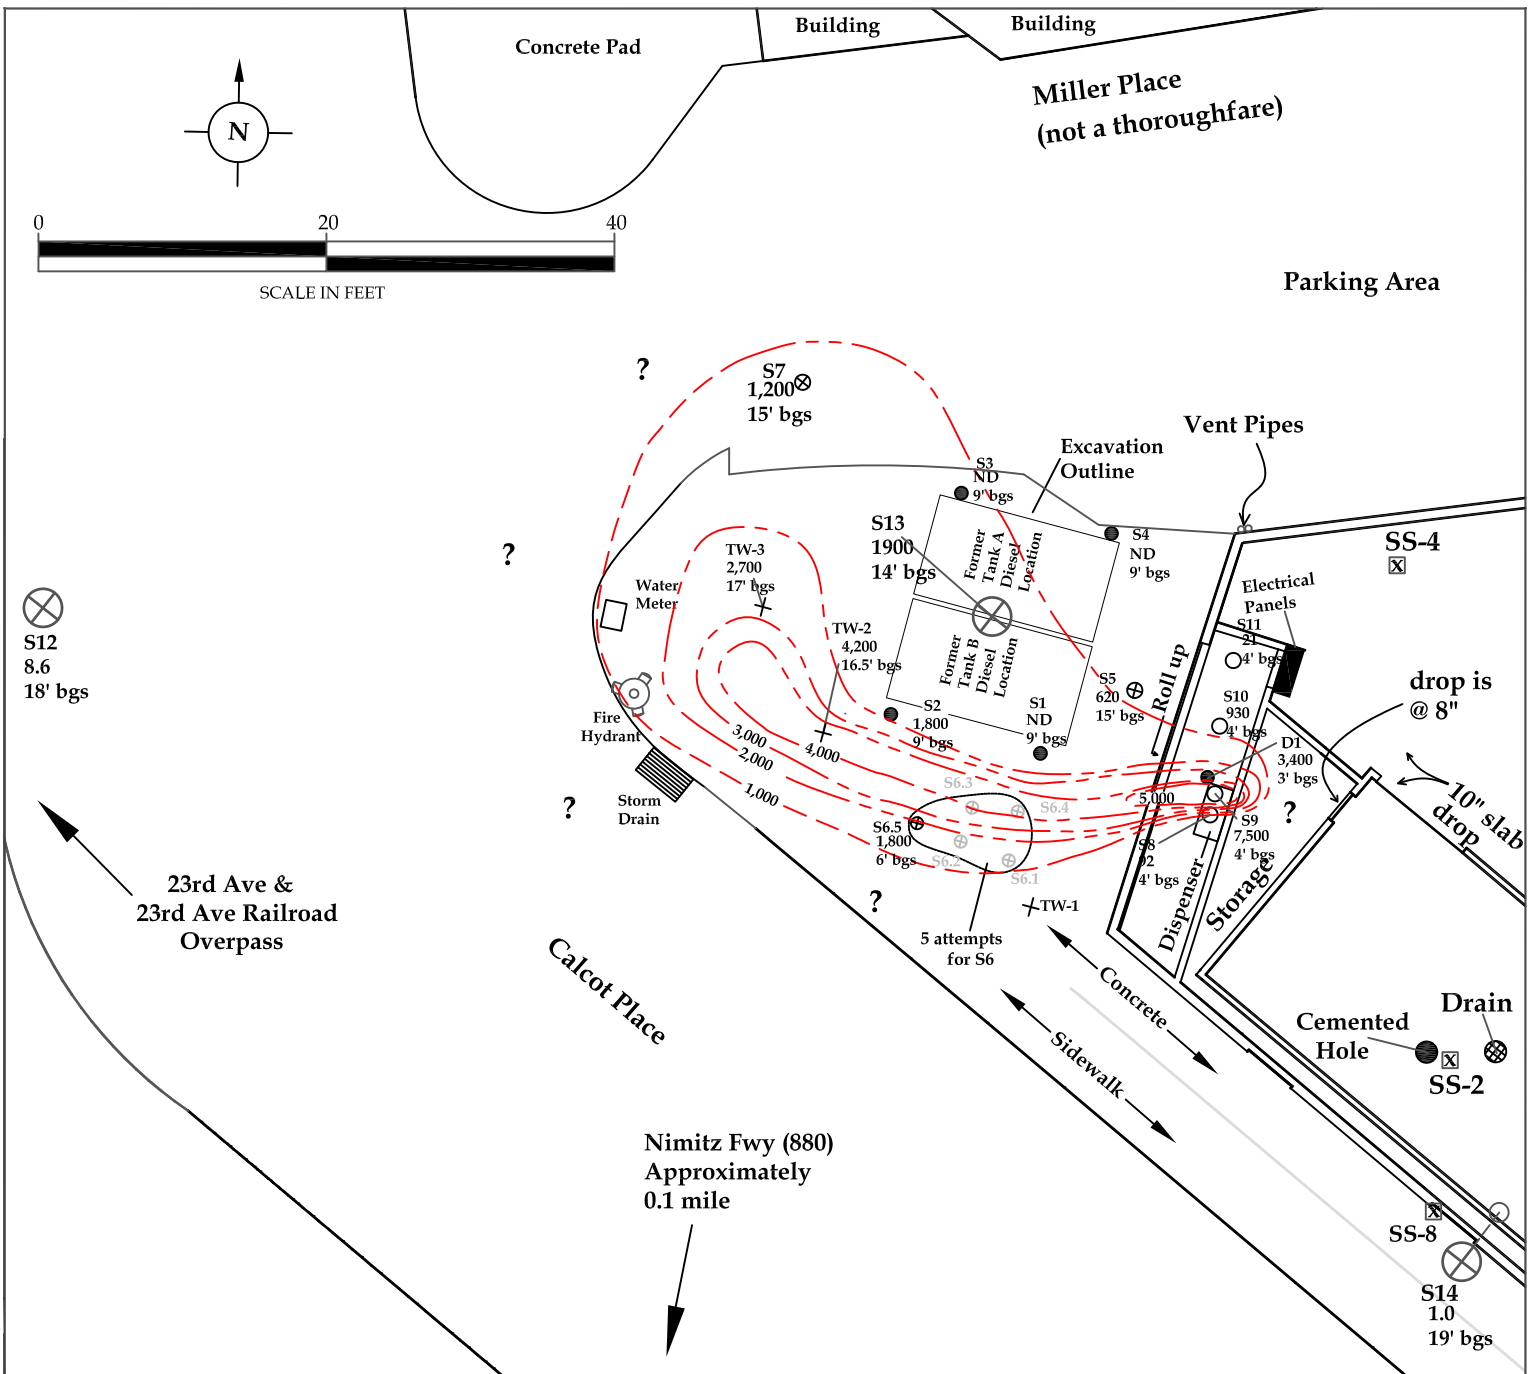 Concrete Pad
Building
Building
Miller Place
(not a thoroughfare)
N
0 20 40
SCALE IN FEET
Parking Area
?
S7
1,200
15' bgs
Vent Pipes
Excavation
Outline
S3
ND
9' bgs
S13
1900
14' bgs
Former
Tank A
Diesel
Location
S4
ND
9' bgs
SS-4
X
?
TW-3
2,700
17' bgs
Water
Meter
Electrical
Panels
S12
8.6
18' bgs
TW-2
4,200
16.5' bgs
Former
Tank B
Diesel
Location
S11
21
4' bgs
Roll up
S5
620
15' bgs
S10
930
4' bgs
drop is
@ 8"
S2
1,800
9' bgs
S1
ND
9' bgs
Fire
Hydrant
3,000
2,000
1,000
4,000
D1
3,400
3' bgs
5,000
S6.3
S6.4
?
?
Storm
Drain
S6.5
1,800
6' bgs
S6.2
S6.1
S9
7,500
4' bgs
S8
92
4' bgs
10" slab
drop
Dispenser
Storage
23rd Ave &
23rd Ave Railroad
Overpass
?
TW-1
5 attempts
for S6
Calcot Place
Concrete
Sidewalk
Drain
Cemented
Hole
X
SS-2
Nimitz Fwy (880)
Approximately
0.1 mile
X
SS-8
S14
1.0
19' bgs